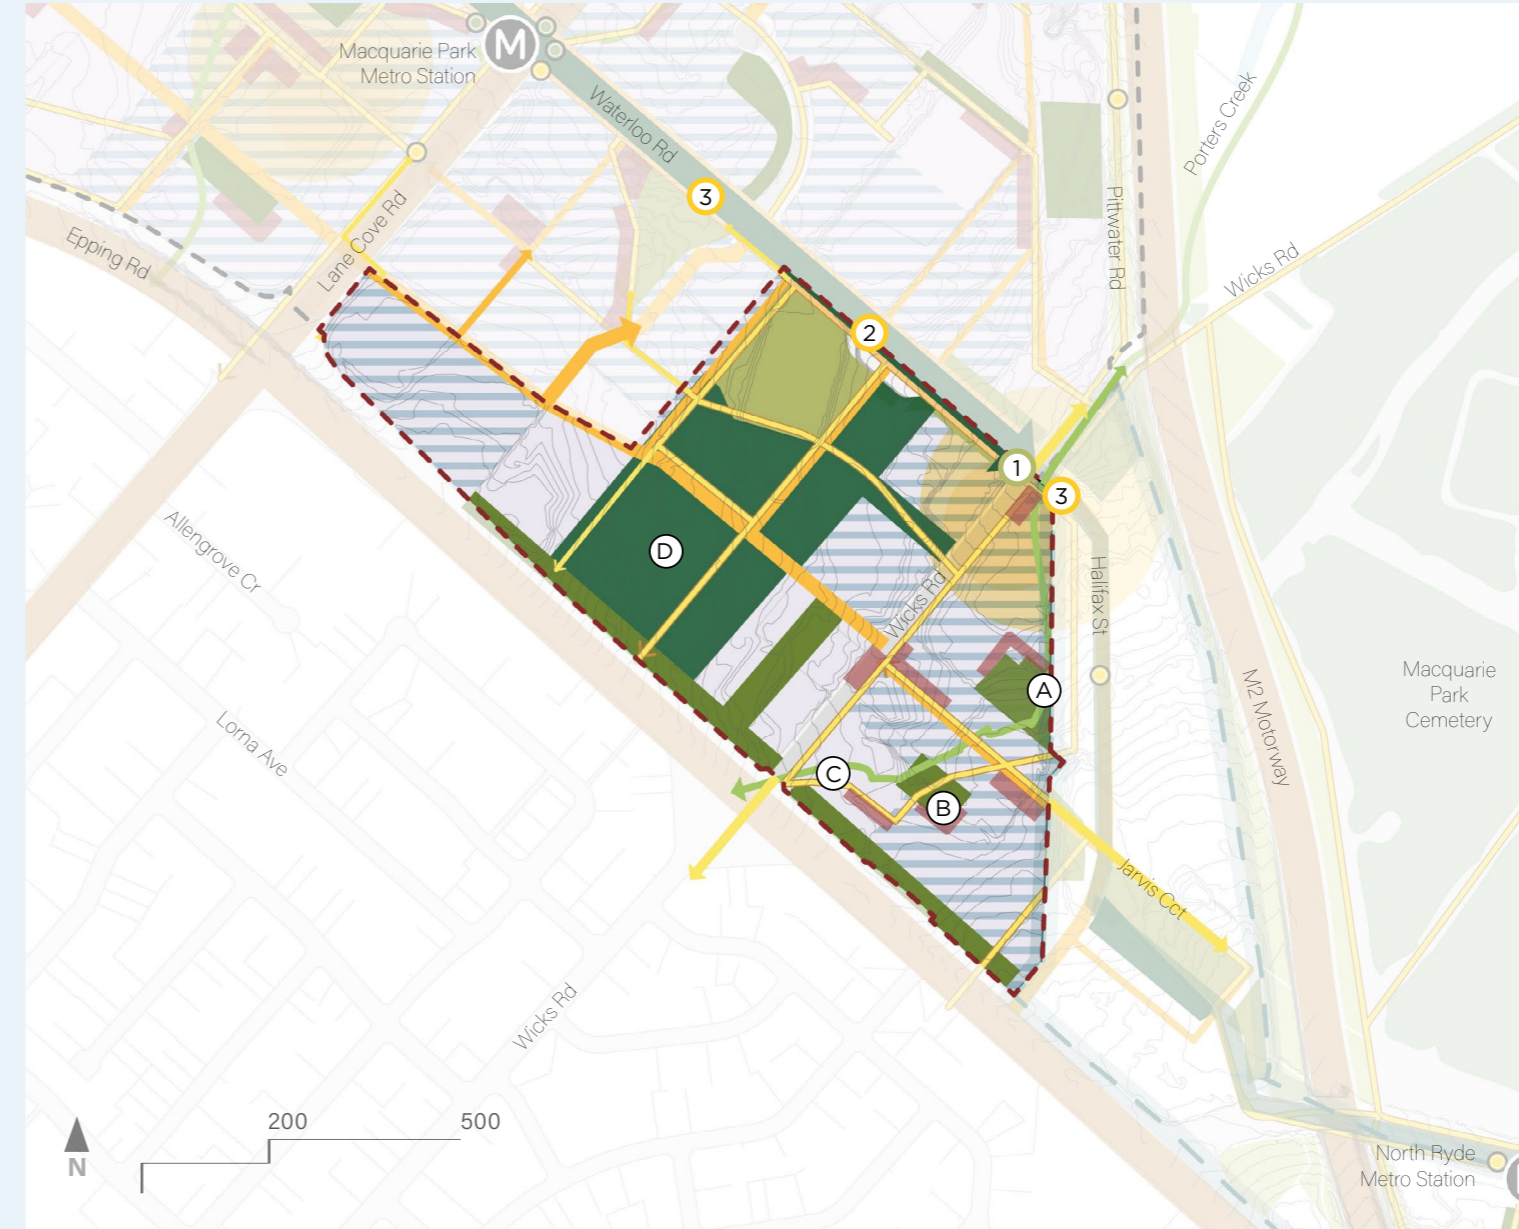 Macquarie Park
Metro Station
M
Waterloo Rd
Porters Creek
3
Pittwater Rd
Lane Cove Rd
Epping Rd
Wicks Rd
2
1
3
Allengrove Cr
D
Wicks Rd
Halifax St
A
Macquarie
Park
Cemetery
M2 Motorway
Lorna Ave
C
B
Jarvis Cct
Wicks Rd
200
500
N
North Ryde
Metro Station